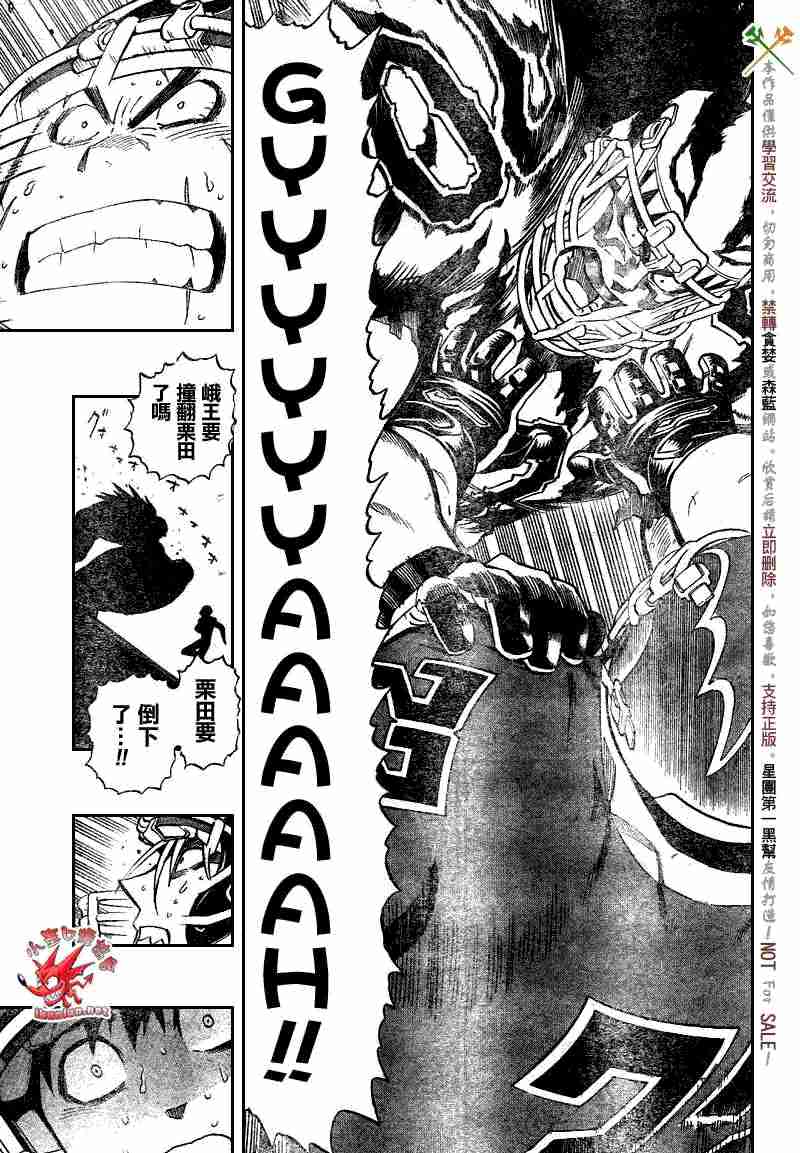 GYYYYYAAAAAH!!
峨王要
撞翻栗田
了嗎
グ
栗田要
倒下
了…!!
本作品僅供學習交流，切勿商用，禁轉貪婪或森藍網站。欣賞后請立即刪除，如您喜歡，支持正版。星團第一黑幫友情打造！NOT For SALE！